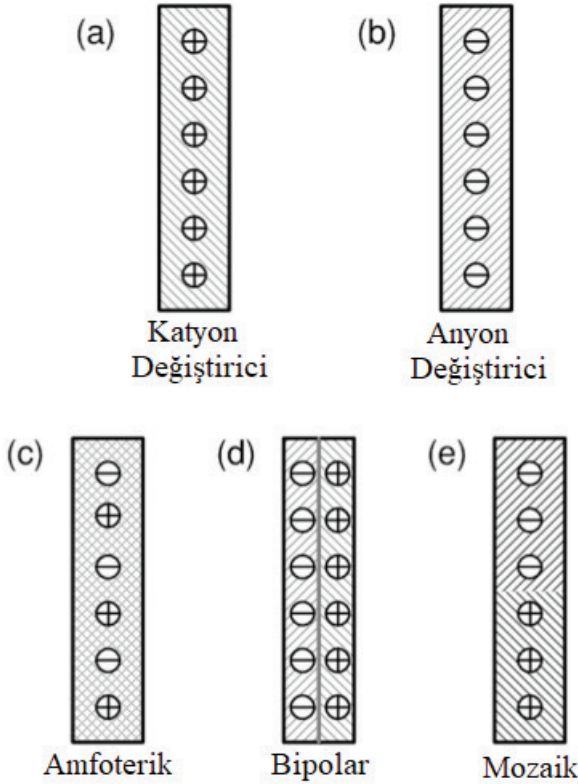 (a)
(b)
Katyon
Değiştirici
Anyon
Değiştirici
(c)
(d)
(e)
Amfoterik
Bipolar
Mozaik